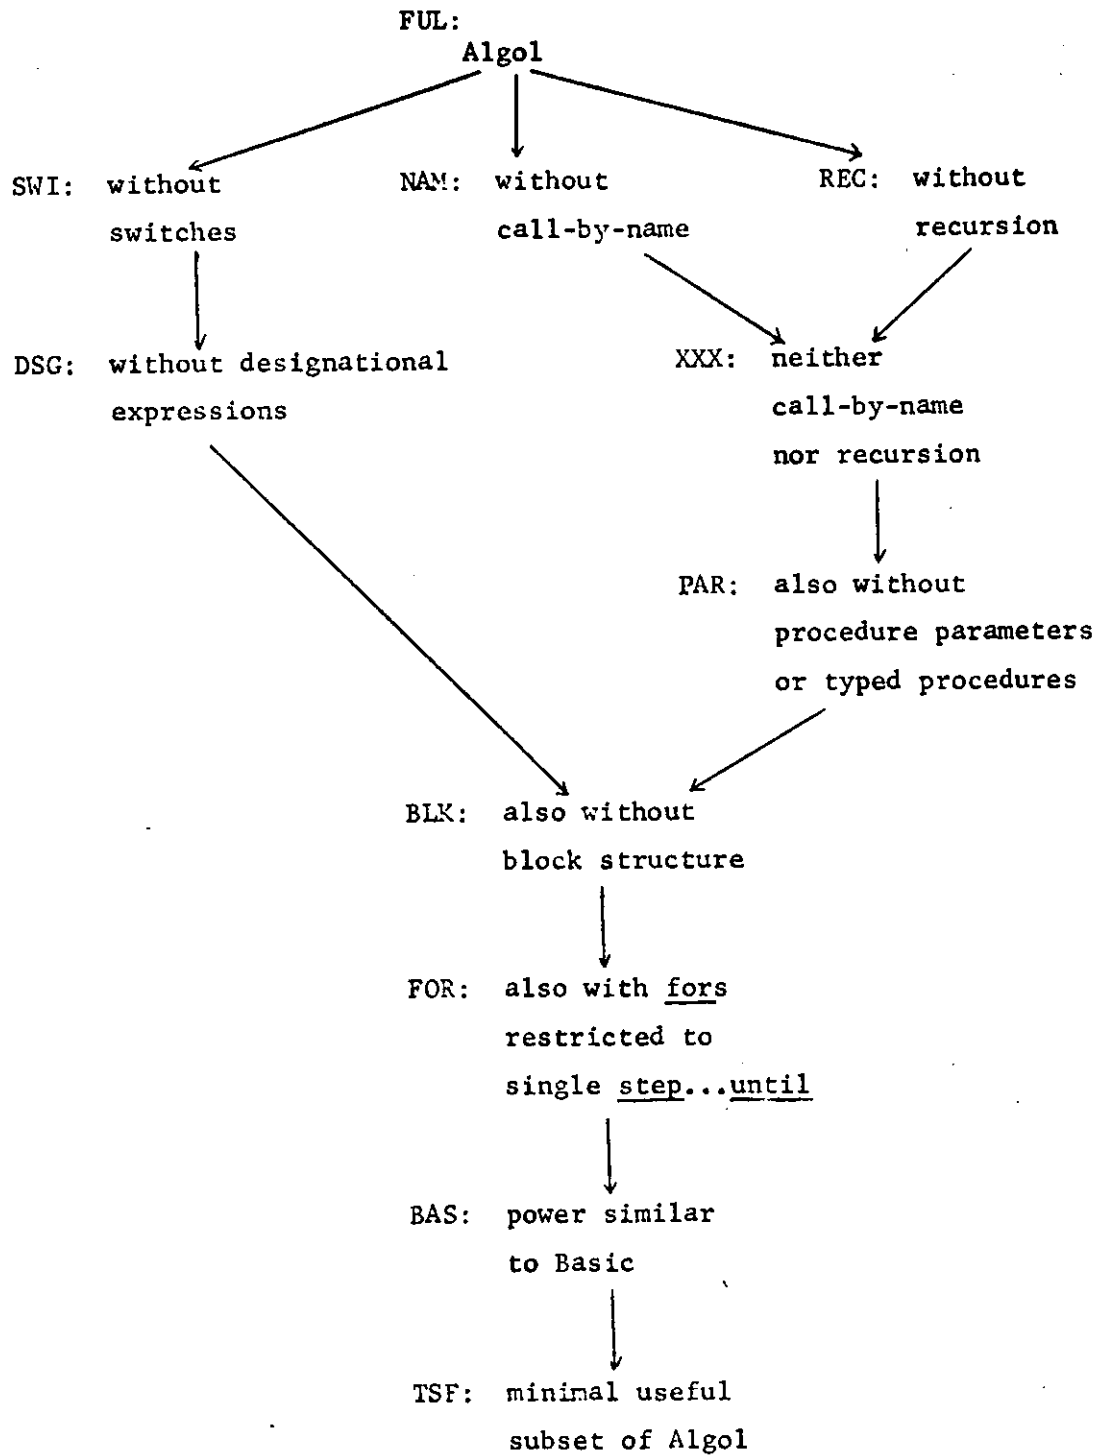 FUL:
Algol
SWI: without
switches
NAM: without
call-by-name
REC: without
recursion
DSG: without designational
expressions
XXX: neither
call-by-name
nor recursion
PAR: also without
procedure parameters
or typed procedures
BLK: also without
block structure
FOR: also with fors
restricted to
single step...until
BAS: power similar
to Basic
TSF: minimal useful
subset of Algol